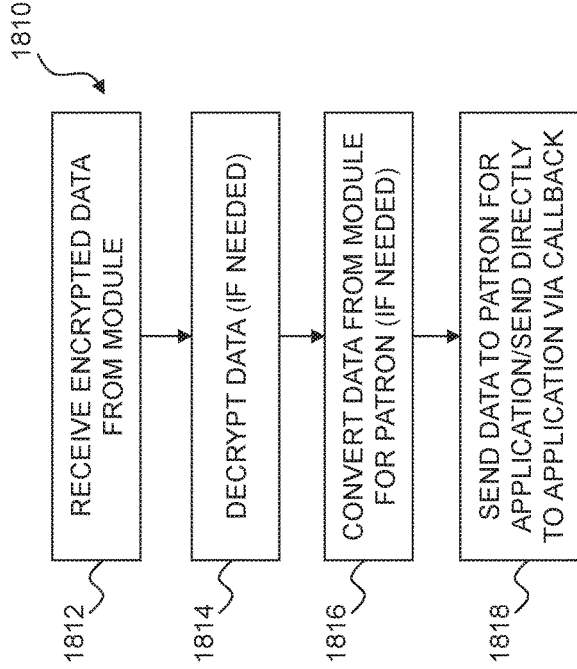 1810
1812
RECEIVE ENCRYPTED DATA
FROM MODULE
1814
DECRYPT DATA (IF NEEDED)
1816
CONVERT DATA FROM MODULE
FOR PATRON (IF NEEDED)
1818
SEND DATA TO PATRON FOR
APPLICATION/SEND DIRECTLY
TO APPLICATION VIA CALLBACK